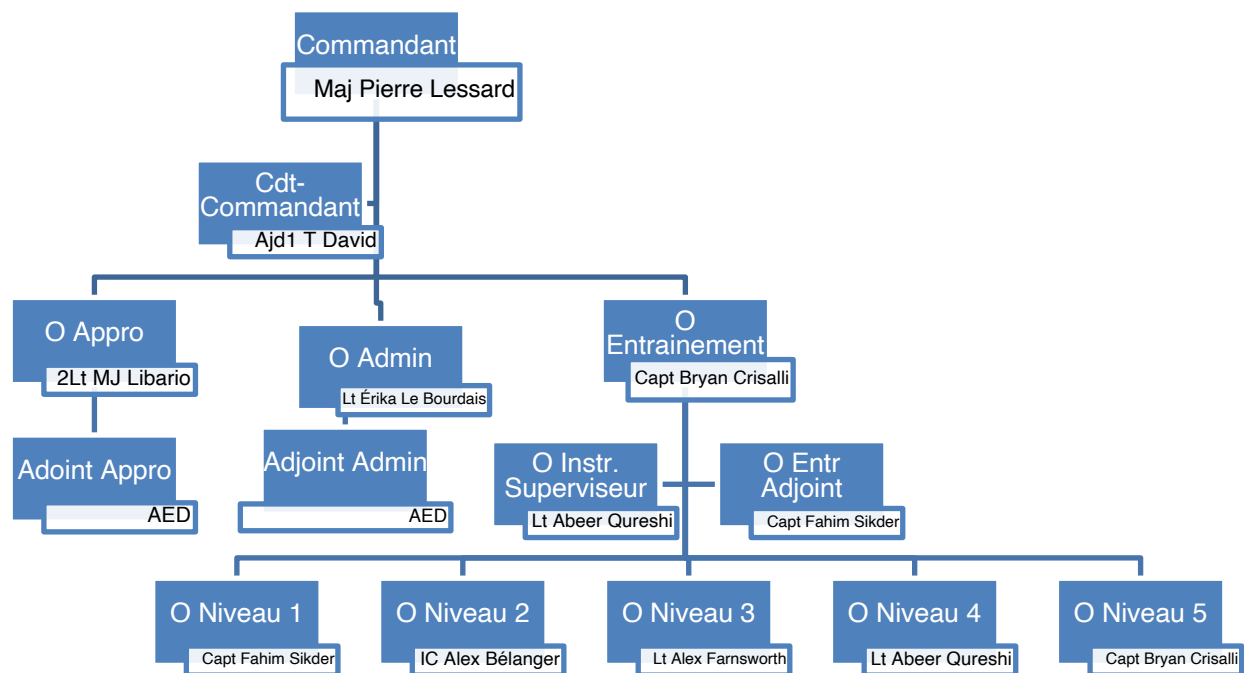 Commandant
Maj Pierre Lessard
Cdt-
Commandant
Ajd1 T David
O Appro
2Lt MJ Libario
O Admin
Lt Érika Le Bourdais
O
Entrainement
Capt Bryan Crisalli
Adoint Appro
AED
Adjoint Admin
AED
O Instr.
Superviseur
Lt Abeer Qureshi
O Entr
Adjoint
Capt Fahim Sikder
O Niveau 1
Capt Fahim Sikder
O Niveau 2
IC Alex Bélanger
O Niveau 3
Lt Alex Farnsworth
O Niveau 4
Lt Abeer Qureshi
O Niveau 5
Capt Bryan Crisalli